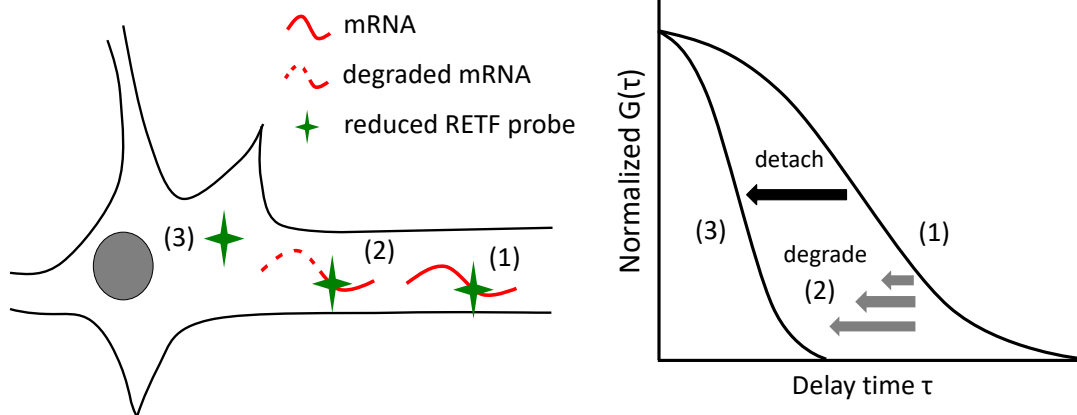 mRNA
degraded mRNA
reduced RETF probe
(3)
(2)
(1)
Normalized G(τ)
detach
(3)
(1)
degrade
(2)
Delay time τ